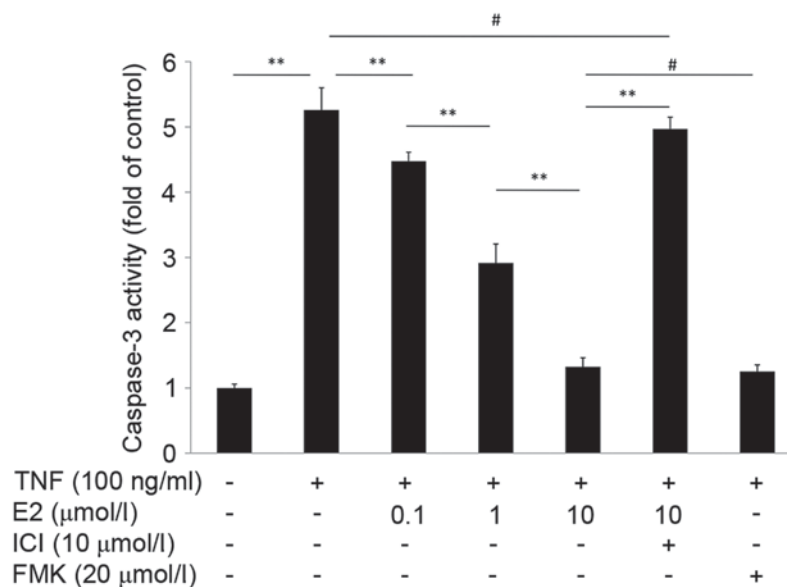 #
** ** #
** **
**
Caspase-3 activity (fold of control)
6
5
4
3
2
1
0
TNF (100 ng/ml) - + + + + + +
E2 (μmol/l) - - 0.1 1 10 10 -
ICI (10 μmol/l) - - - - - + -
FMK (20 μmol/l) - - - - - - +